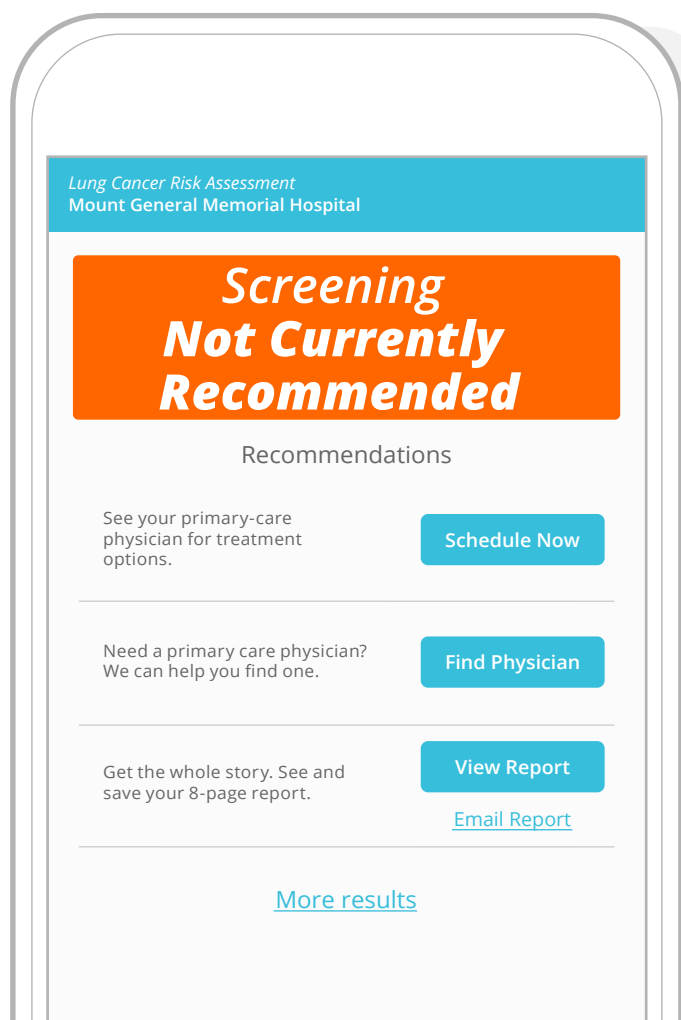 Lung Cancer Risk Assessment
Mount General Memorial Hospital
Screening
Not Currently
Recommended
Recommendations
See your primary-care
physician for treatment
options.
Schedule Now
Need a primary care physician?
We can help you find one.
Find Physician
Get the whole story. See and
save your 8-page report.
View Report
Email Report
More results